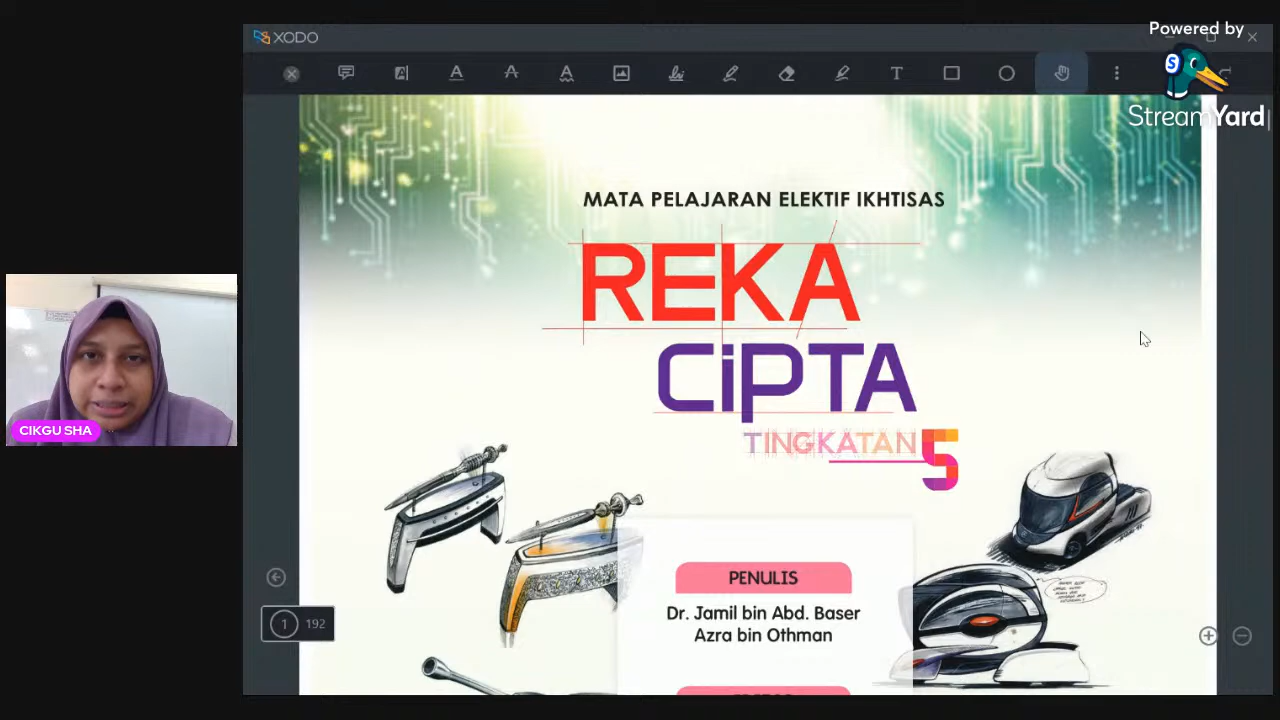 XODO
Powered by
StreamYard
MATA PELAJARAN ELEKTIF IKHTISAS
REKA
CiPTA
TINGKATAN 5
PENULIS
Dr. Jamil bin Abd. Baser
Azra bin Othman
CIKGU SHA
1 192